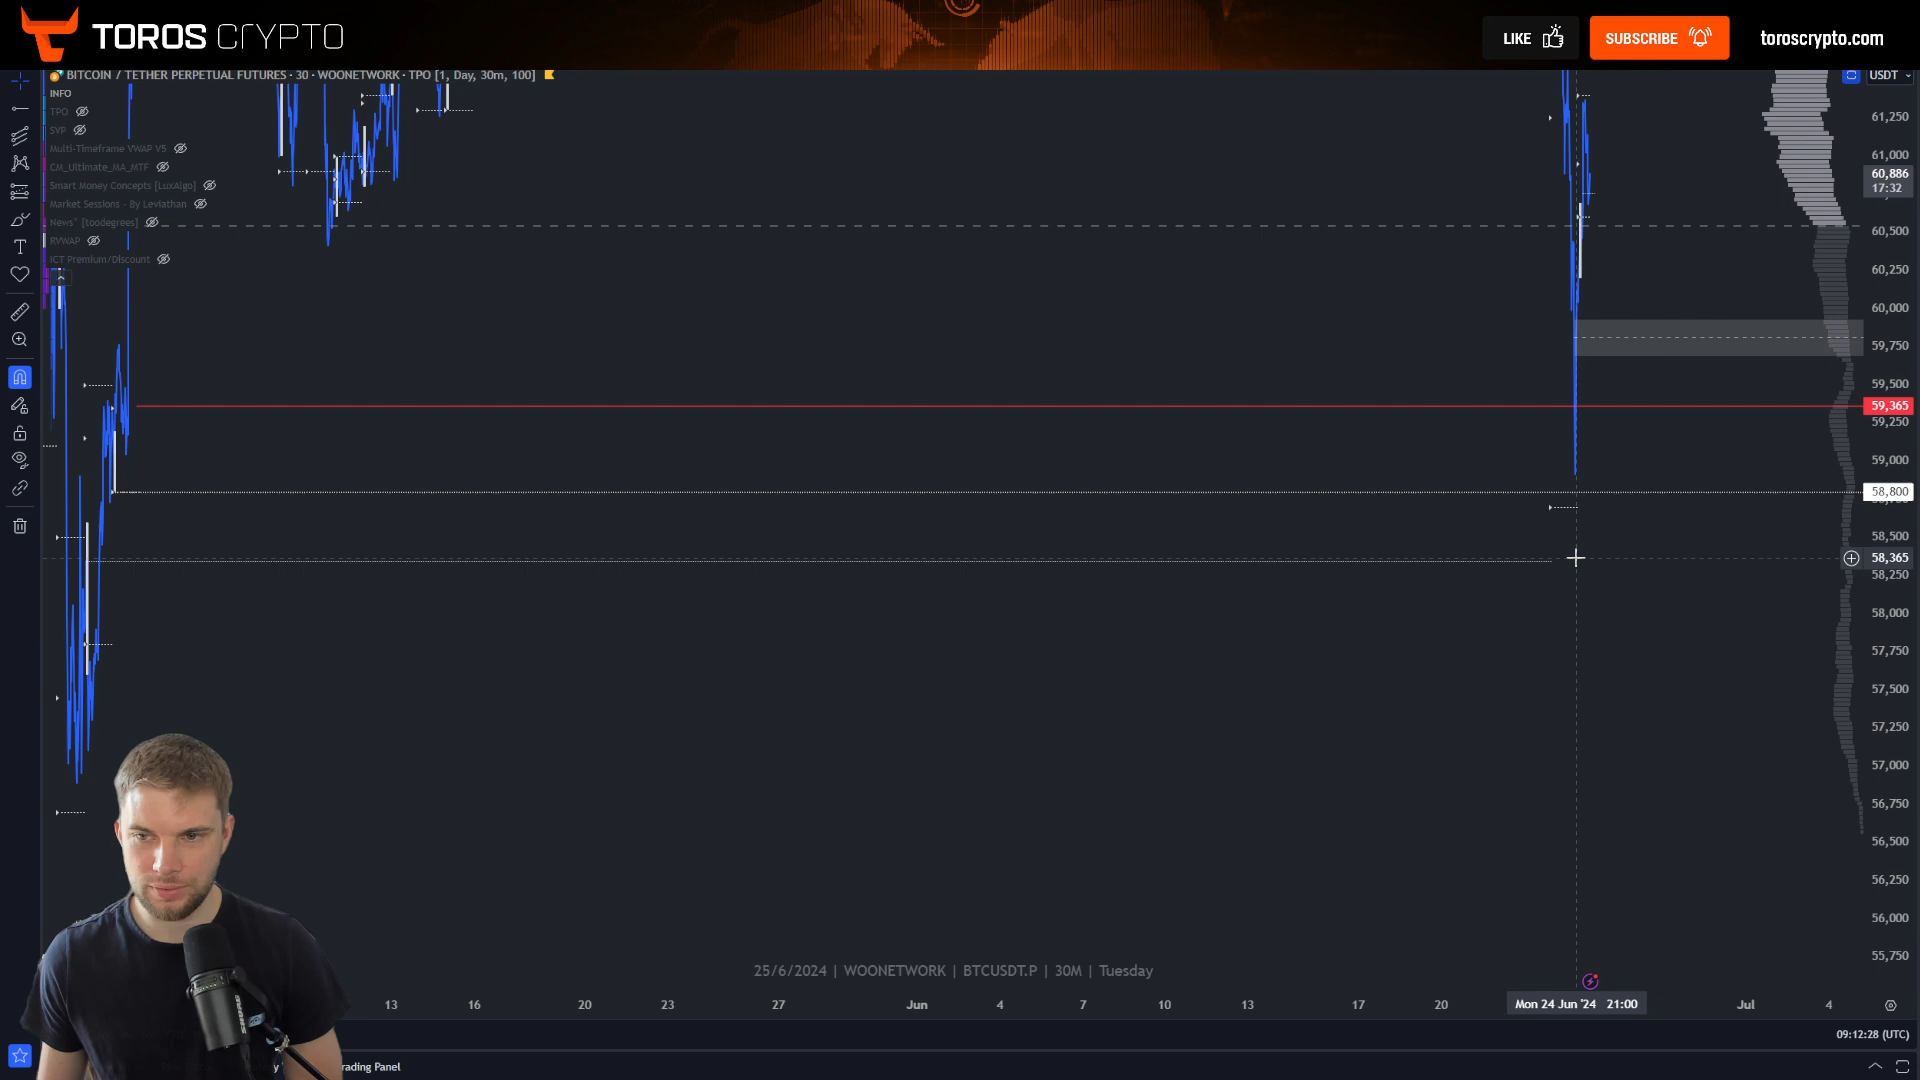 TOROS CRYPTO
LIKE
SUBSCRIBE
toroscrypto.com
BITCOIN / TETHER PERPETUAL FUTURES · 30 · WOONETWORK · TPO [1, Day, 30m, 100]
USDT
INFO
TPO
SVP
Multi-Timeframe VWAP V5
CM_Ultimate_MA_MTF
Smart Money Concepts [LuxAlgo]
Market Sessions - By Leviathan
News° [toodegrees]
RVWAP
ICT Premium/Discount
61,250
61,000
60,886
17:32
60,500
60,250
60,000
59,750
59,500
59,365
59,250
59,000
58,800
58,500
58,365
58,250
58,000
57,750
57,500
57,250
57,000
56,750
56,500
56,250
56,000
55,750
25/6/2024 | WOONETWORK | BTCUSDT.P | 30M | Tuesday
13 16 20 23 27 Jun 4 7 10 13 17 20 Mon 24 Jun '24 21:00 Jul 4
09:12:28 (UTC)
rading Panel